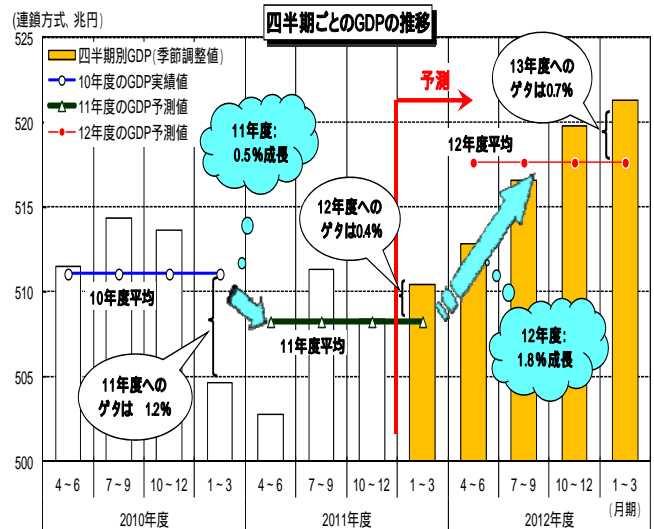 (連鎖方式、兆円)
四半期ごとのGDPの推移
525
520
515
510
505
500
四半期別GDP(季節調整値)
10年度のGDP実績値
11年度のGDP予測値
12年度のGDP予測値
予測
11年度:
0.5%成長
13年度への
ゲタは0.7%
12年度平均
12年度への
ゲタは0.4%
10年度平均
11年度平均
11年度への
ゲタは 1.2%
12年度:
1.8%成長
4~6 7~9 10~12 1~3 4~6 7~9 10~12 1~3 4~6 7~9 10~12 1~3
(月期)
2010年度 2011年度 2012年度